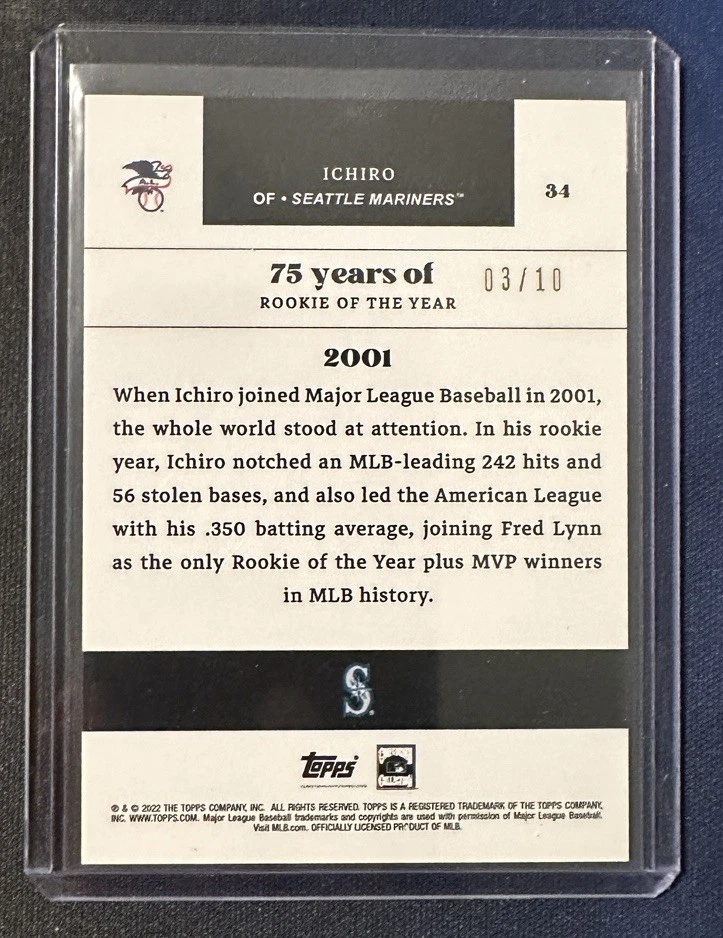 A.L.
ICHIRO
OF • SEATTLE MARINERS™
34
75 years of
03/10
ROOKIE OF THE YEAR
2001
When Ichiro joined Major League Baseball in 2001,
the whole world stood at attention. In his rookie
year, Ichiro notched an MLB-leading 242 hits and
56 stolen bases, and also led the American League
with his .350 batting average, joining Fred Lynn
as the only Rookie of the Year plus MVP winners
in MLB history.
S
topps
® & © 2022 THE TOPPS COMPANY, INC. ALL RIGHTS RESERVED. TOPPS IS A REGISTERED TRADEMARK OF THE TOPPS COMPANY,
INC. WWW.TOPPS.COM. Major League Baseball trademarks and copyrights are used with permission of Major League Baseball.
Visit MLB.com. OFFICIALLY LICENSED PRODUCT OF MLB.